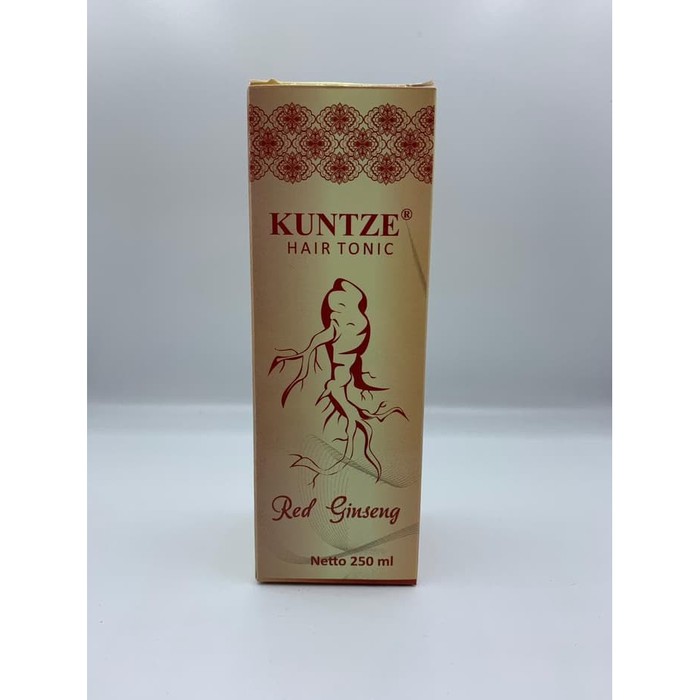 KUNTZE®
HAIR TONIC
Red Ginseng
Netto 250 ml